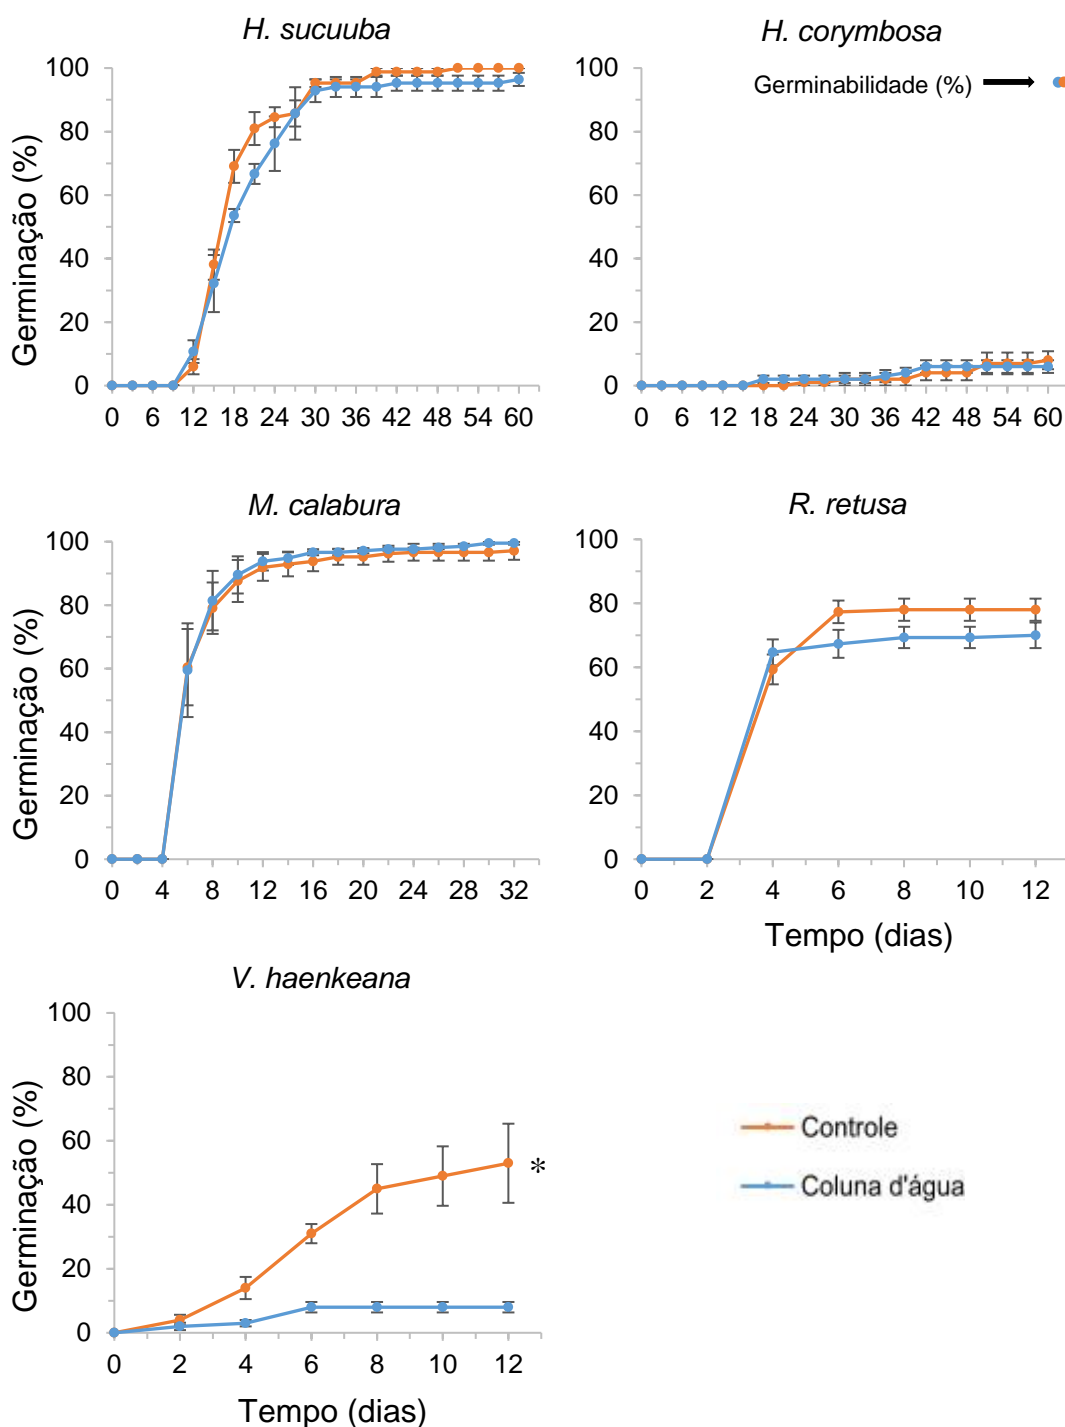 H. sucuuba
H. corymbosa
Germinabilidade (%)
Germinação (%)
100
80
60
40
20
0
0 6 12 18 24 30 36 42 48 54 60
100
80
60
40
20
0
0 6 12 18 24 30 36 42 48 54 60
M. calabura
R. retusa
Germinação (%)
100
80
60
40
20
0
0 4 8 12 16 20 24 28 32
100
80
60
40
20
0
0 2 4 6 8 10 12
Tempo (dias)
V. haenkeana
Germinação (%)
100
80
60
40
20
0
*
0 2 4 6 8 10 12
Tempo (dias)
Controle
Coluna d'água